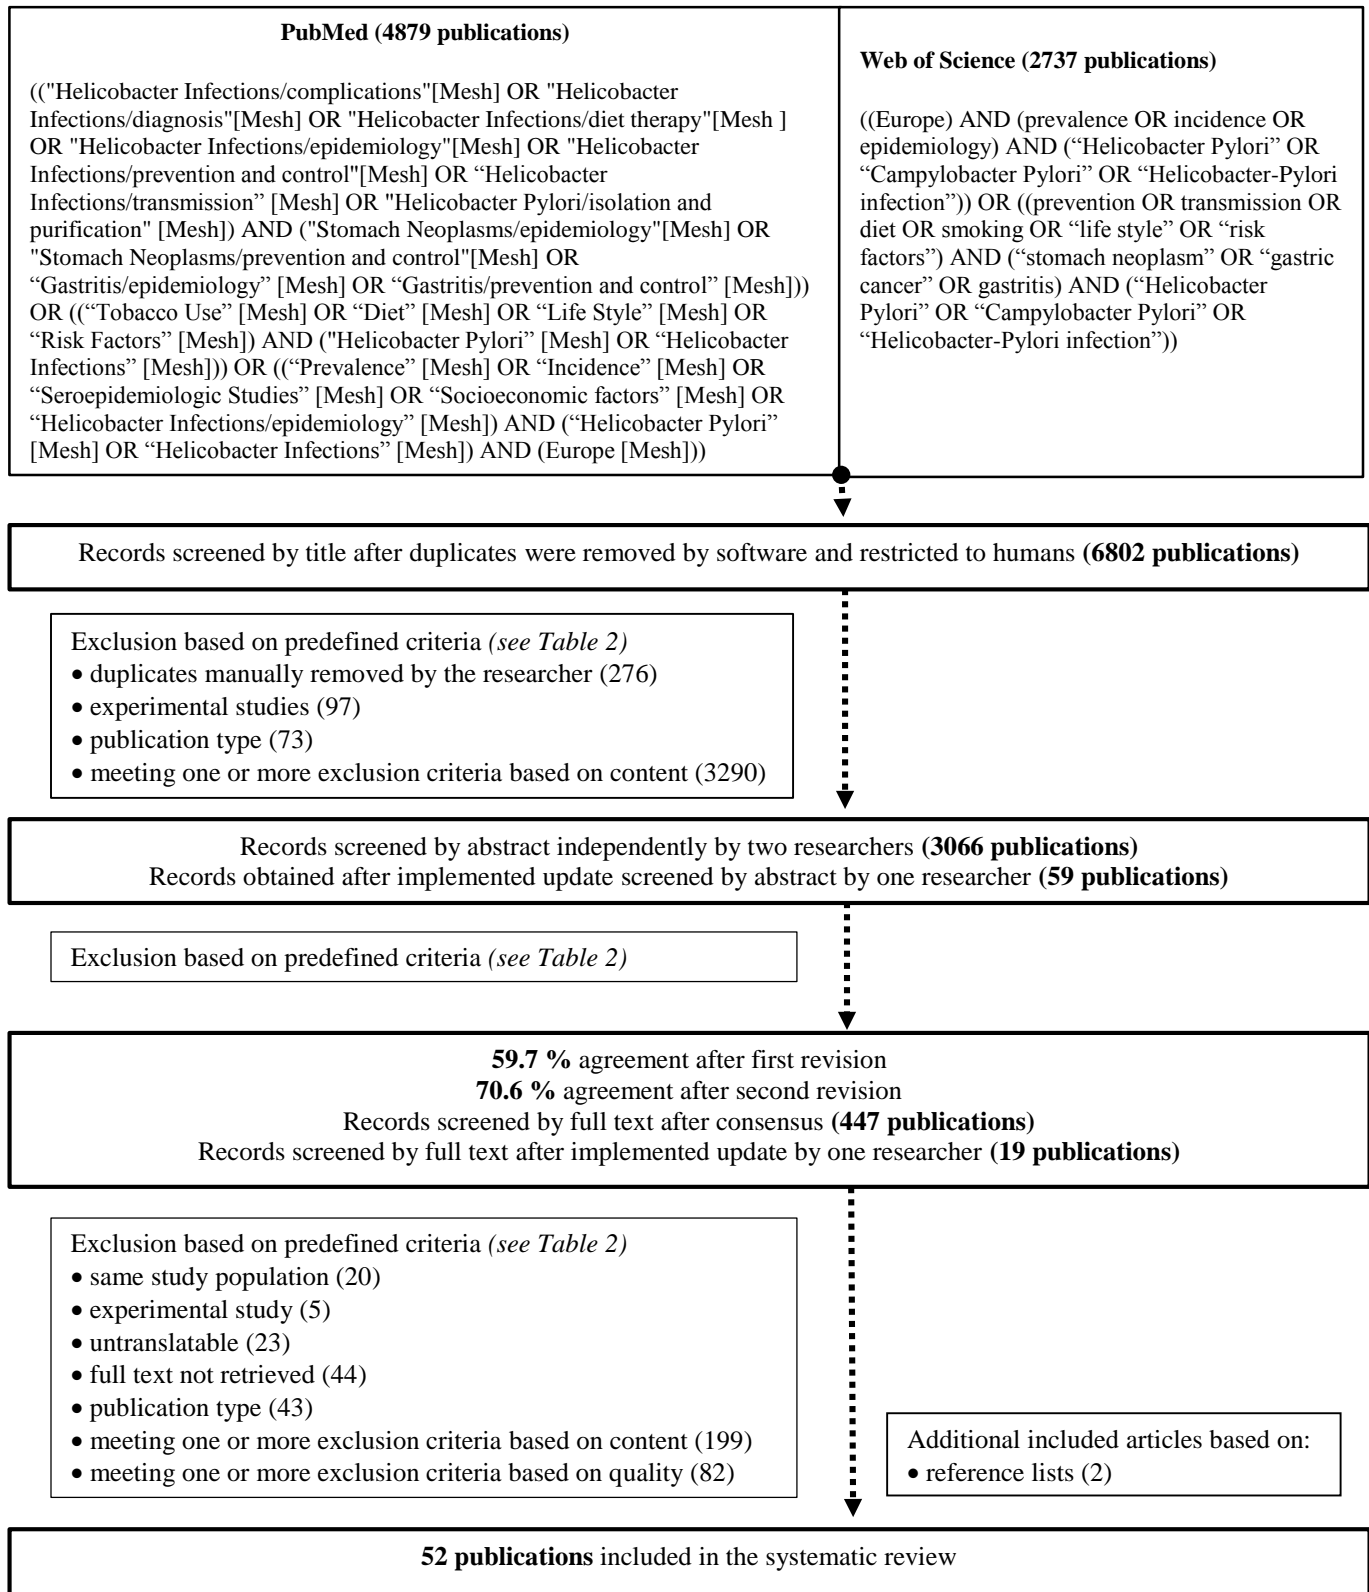 PubMed (4879 publications)
(("Helicobacter Infections/complications"[Mesh] OR "Helicobacter
Infections/diagnosis"[Mesh] OR "Helicobacter Infections/diet therapy"[Mesh ]
OR "Helicobacter Infections/epidemiology"[Mesh] OR "Helicobacter
Infections/prevention and control"[Mesh] OR “Helicobacter
Infections/transmission” [Mesh] OR "Helicobacter Pylori/isolation and
purification" [Mesh]) AND ("Stomach Neoplasms/epidemiology"[Mesh] OR
"Stomach Neoplasms/prevention and control"[Mesh] OR
“Gastritis/epidemiology” [Mesh] OR “Gastritis/prevention and control” [Mesh]))
OR ((“Tobacco Use” [Mesh] OR “Diet” [Mesh] OR “Life Style” [Mesh] OR
“Risk Factors” [Mesh]) AND ("Helicobacter Pylori” [Mesh] OR “Helicobacter
Infections” [Mesh])) OR ((“Prevalence” [Mesh] OR “Incidence” [Mesh] OR
“Seroepidemiologic Studies” [Mesh] OR “Socioeconomic factors” [Mesh] OR
“Helicobacter Infections/epidemiology” [Mesh]) AND (“Helicobacter Pylori”
[Mesh] OR “Helicobacter Infections” [Mesh]) AND (Europe [Mesh]))
Web of Science (2737 publications)
((Europe) AND (prevalence OR incidence OR
epidemiology) AND (“Helicobacter Pylori” OR
“Campylobacter Pylori” OR “Helicobacter-Pylori
infection”)) OR ((prevention OR transmission OR
diet OR smoking OR “life style” OR “risk
factors”) AND (“stomach neoplasm” OR “gastric
cancer” OR gastritis) AND (“Helicobacter
Pylori” OR “Campylobacter Pylori” OR
“Helicobacter-Pylori infection”))
Records screened by title after duplicates were removed by software and restricted to humans (6802 publications)
Exclusion based on predefined criteria (see Table 2)
• duplicates manually removed by the researcher (276)
• experimental studies (97)
• publication type (73)
• meeting one or more exclusion criteria based on content (3290)
Records screened by abstract independently by two researchers (3066 publications)
Records obtained after implemented update screened by abstract by one researcher (59 publications)
Exclusion based on predefined criteria (see Table 2)
59.7 % agreement after first revision
70.6 % agreement after second revision
Records screened by full text after consensus (447 publications)
Records screened by full text after implemented update by one researcher (19 publications)
Exclusion based on predefined criteria (see Table 2)
• same study population (20)
• experimental study (5)
• untranslatable (23)
• full text not retrieved (44)
• publication type (43)
• meeting one or more exclusion criteria based on content (199)
• meeting one or more exclusion criteria based on quality (82)
Additional included articles based on:
• reference lists (2)
52 publications included in the systematic review